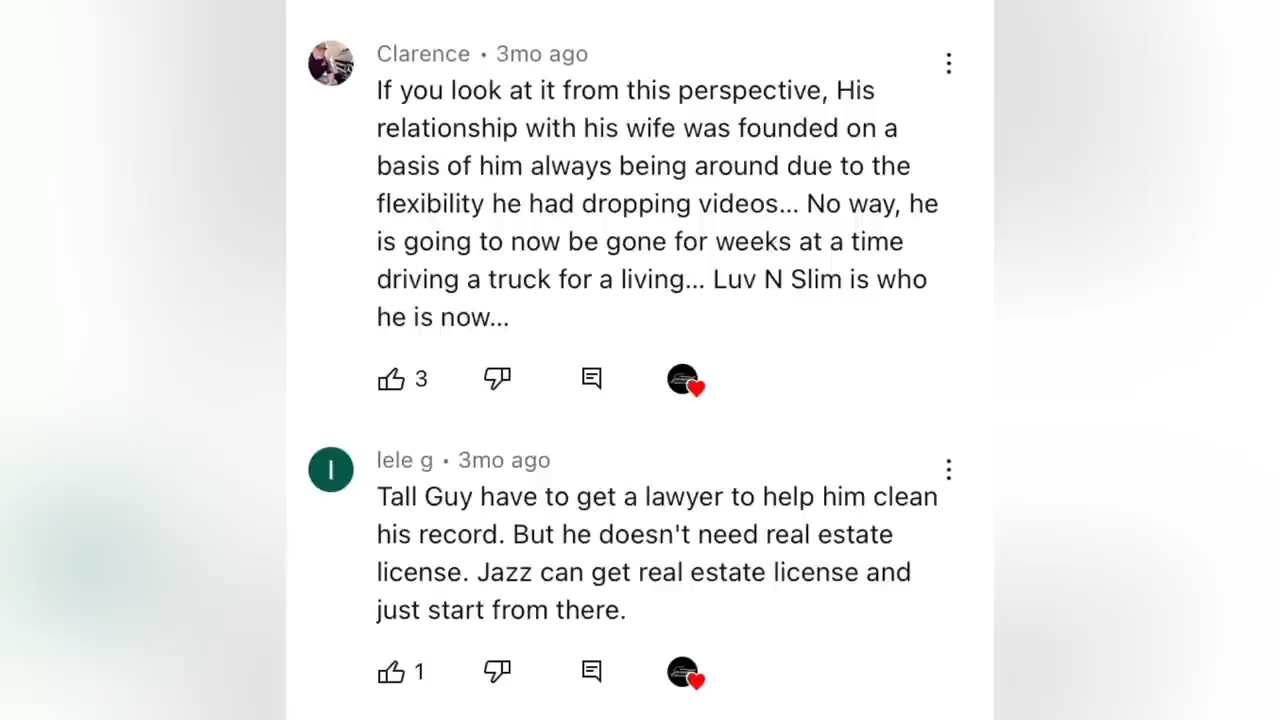 Clarence • 3mo ago
If you look at it from this perspective, His
relationship with his wife was founded on a
basis of him always being around due to the
flexibility he had dropping videos... No way, he
is going to now be gone for weeks at a time
driving a truck for a living... Luv N Slim is who
he is now...
3
l
lele g • 3mo ago
Tall Guy have to get a lawyer to help him clean
his record. But he doesn't need real estate
license. Jazz can get real estate license and
just start from there.
1